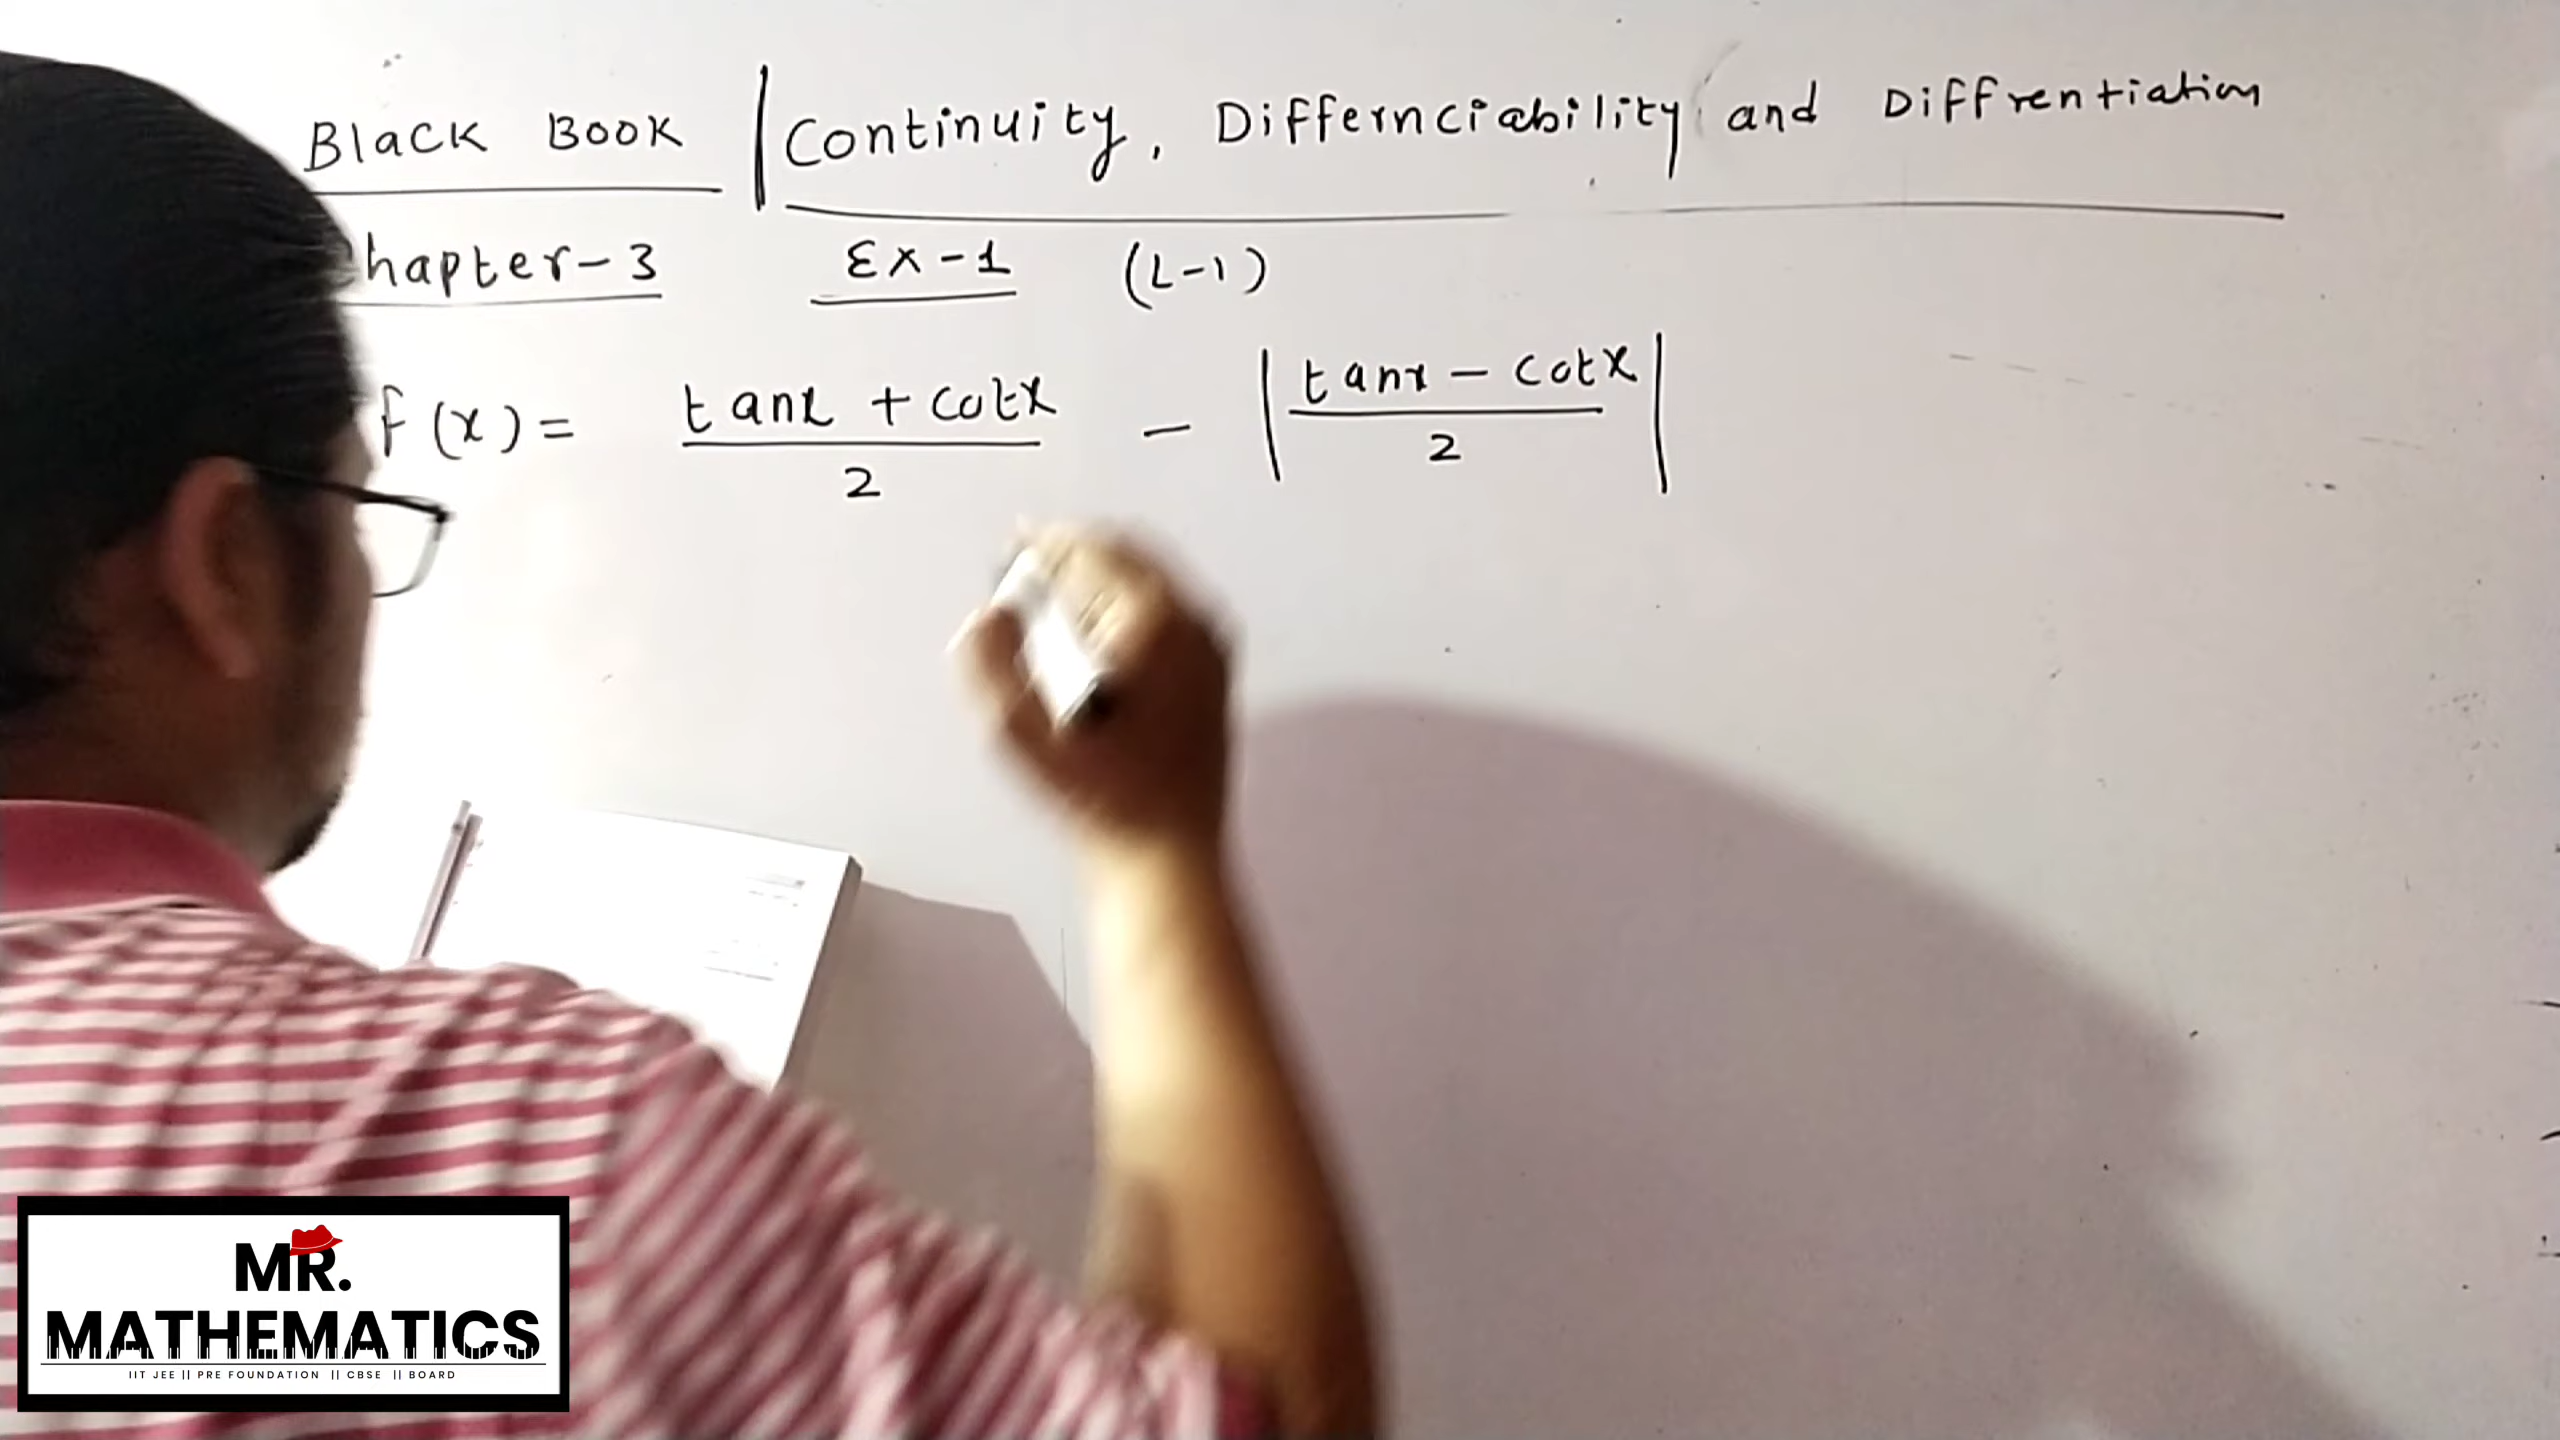 Black Book | Continuity, Differnciability and Diffrentiation
Chapter-3 Ex-1 (L-1)
f(x) = (tanx + cotx)/2 - |(tanx - cotx)/2|
MR.
MATHEMATICS
IIT JEE || PRE FOUNDATION || CBSE || BOARD